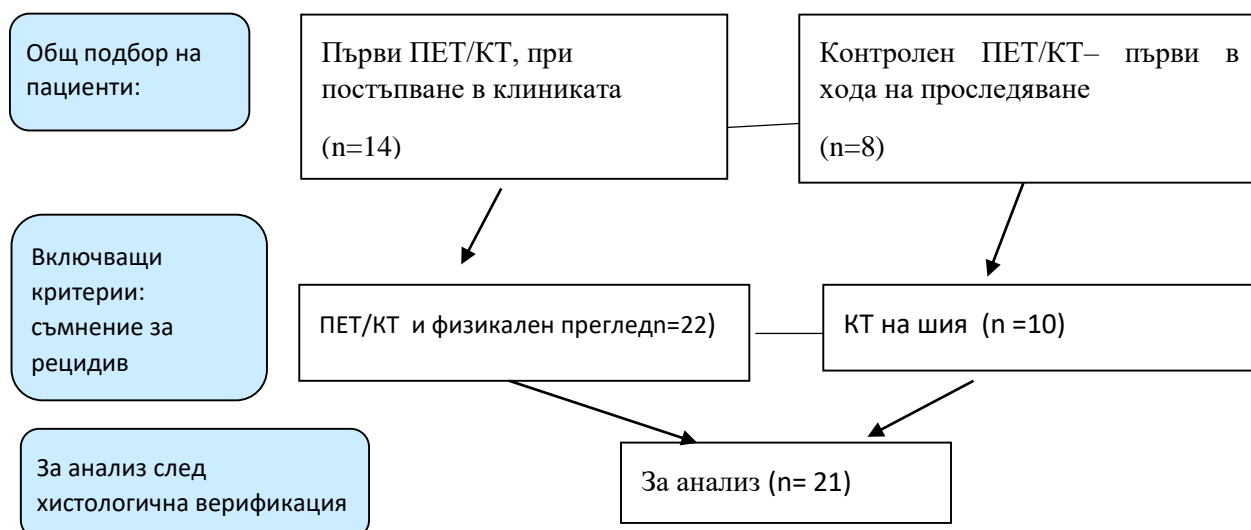 Общ подбор на
пациенти:
Първи ПЕТ/КТ, при
постъпване в клиниката
(n=14)
Контролен ПЕТ/КТ– първи в
хода на проследяване
(n=8)
Включващи
критерии:
съмнение за
рецидив
ПЕТ/КТ и физикален прегледn=22)
КТ на шия (n =10)
За анализ след
хистологична верификация
За анализ (n= 21)